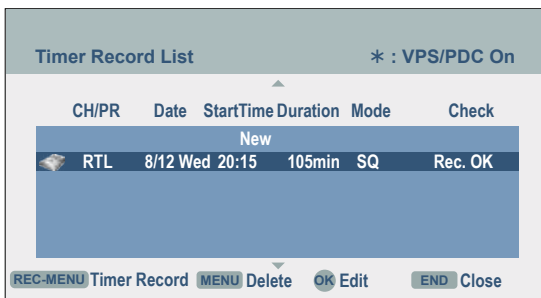 Timer Record List ＊ : VPS/PDC On
CH/PR Date StartTime Duration Mode Check
New
RTL 8/12 Wed 20:15 105min SQ Rec. OK
REC-MENU Timer Record MENU Delete OK Edit END Close